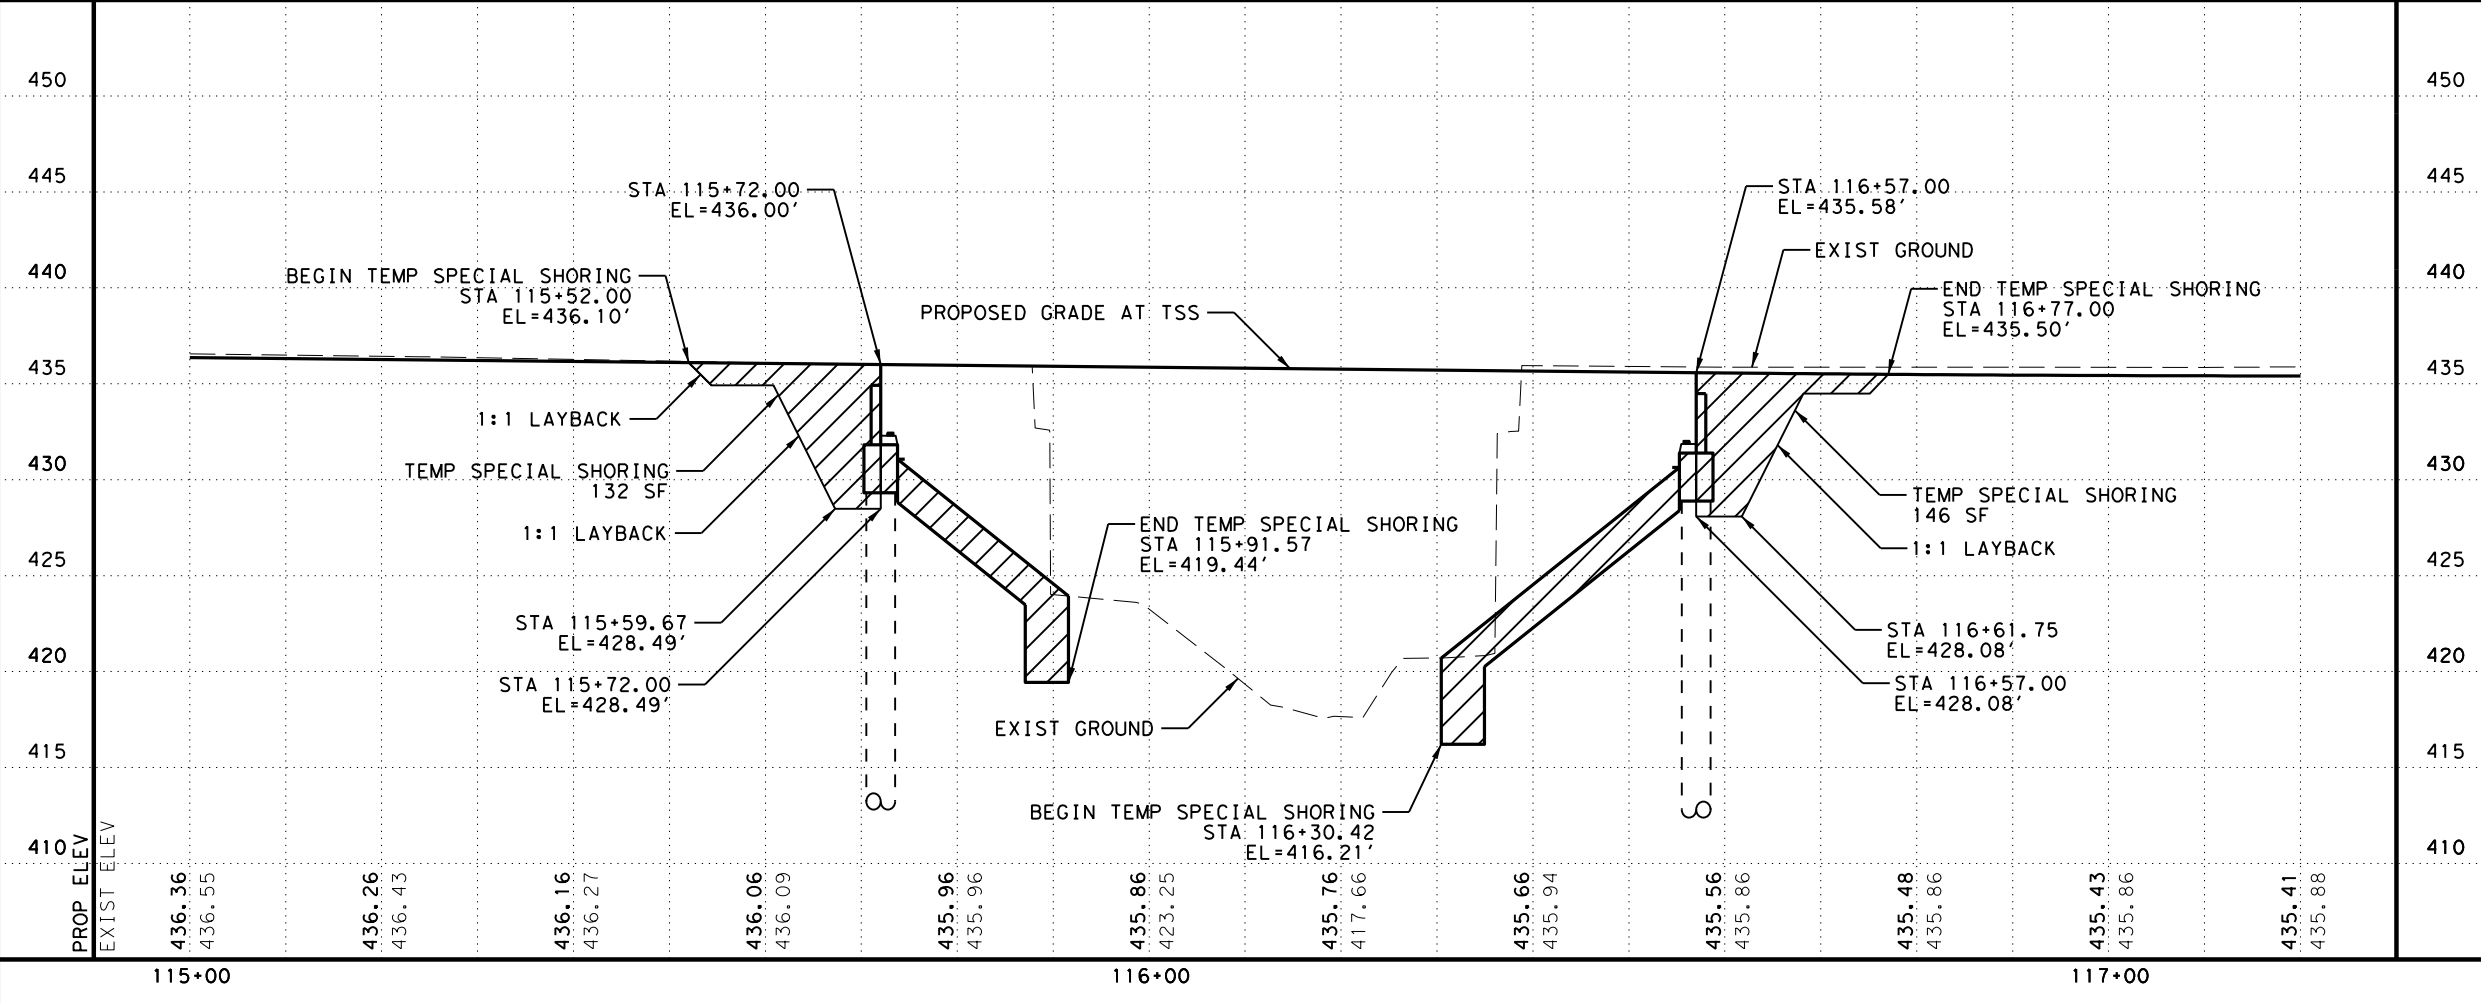 450
450
445
445
440
440
435
435
430
430
425
425
420
420
415
415
410
410
STA 115+72.00
EL=436.00'
STA 116+57.00
EL=435.58'
EXIST GROUND
BEGIN TEMP SPECIAL SHORING
STA 115+52.00
EL=436.10'
PROPOSED GRADE AT TSS
END TEMP SPECIAL SHORING
STA 116+77.00
EL=435.50'
1:1 LAYBACK
TEMP SPECIAL SHORING
132 SF
1:1 LAYBACK
END TEMP SPECIAL SHORING
STA 115+91.57
EL=419.44'
TEMP SPECIAL SHORING
146 SF
1:1 LAYBACK
STA 115+59.67
EL=428.49'
STA 115+72.00
EL=428.49'
STA 116+61.75
EL=428.08'
STA 116+57.00
EL=428.08'
EXIST GROUND
BEGIN TEMP SPECIAL SHORING
STA 116+30.42
EL=416.21'
PROP ELEV
EXIST ELEV
436.36
436.55
436.26
436.43
436.16
436.27
436.06
436.09
435.96
435.96
435.86
423.25
435.76
417.66
435.66
435.94
435.56
435.86
435.48
435.86
435.43
435.86
435.41
435.88
115+00
116+00
117+00